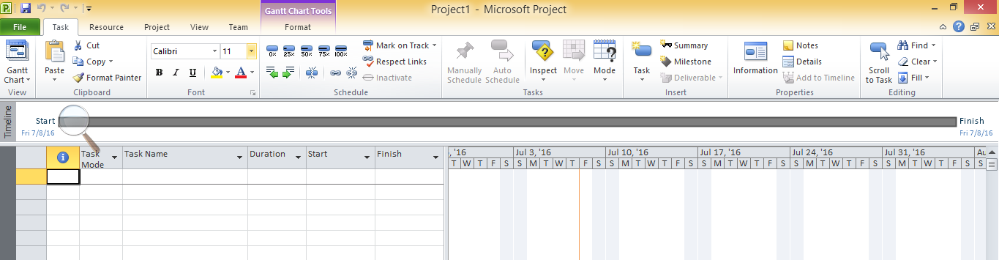 Gantt Chart Tools
Project1 - Microsoft Project
File Task Resource Project View Team Format
Gantt Chart
View
Paste
Cut
Copy
Format Painter
Clipboard
Calibri 11
B I U A
Font
0% 25% 50% 75% 100%
Mark on Track
Respect Links
Inactivate
Schedule
Manually Schedule
Auto Schedule
Inspect
Move
Mode
Tasks
Task
Summary
Milestone
Deliverable
Insert
Information
Notes
Details
Add to Timeline
Properties
Scroll to Task
Find
Clear
Fill
Editing
Timeline
Start
Fri 7/8/16
Finish
Fri 7/8/16
Task Mode
Task Name
Duration
Start
Finish
, '16 Jul 3, '16 Jul 10, '16 Jul 17, '16 Jul 24, '16 Jul 31, '16 Au
T W T F S S M T W T F S S M T W T F S S M T W T F S S M T W T F S S M T W T F S S